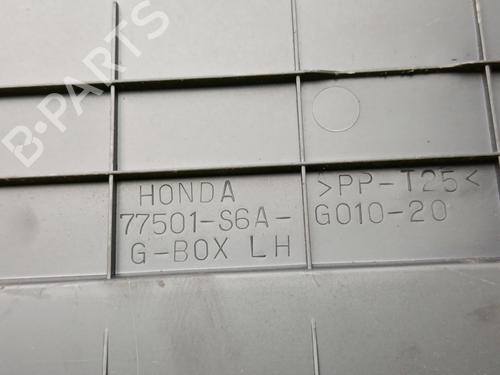 B-PARTS
HONDA >PP-T25<
77501-S6A- G010-20
G-BOX LH